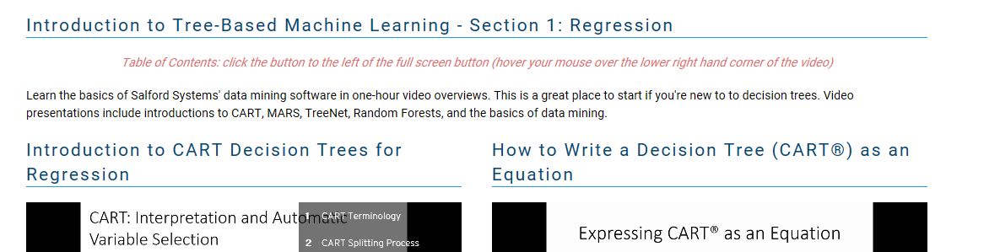 Introduction to Tree-Based Machine Learning - Section 1: Regression
Table of Contents: click the button to the left of the full screen button (hover your mouse over the lower right hand corner of the video)
Learn the basics of Salford Systems' data mining software in one-hour video overviews. This is a great place to start if you're new to to decision trees. Video
presentations include introductions to CART, MARS, TreeNet, Random Forests, and the basics of data mining.
Introduction to CART Decision Trees for
Regression
CART: Interpretation and Automatic
Variable Selection
1 CART Terminology
2 CART Splitting Process
How to Write a Decision Tree (CART®) as an
Equation
Expressing CART® as an Equation